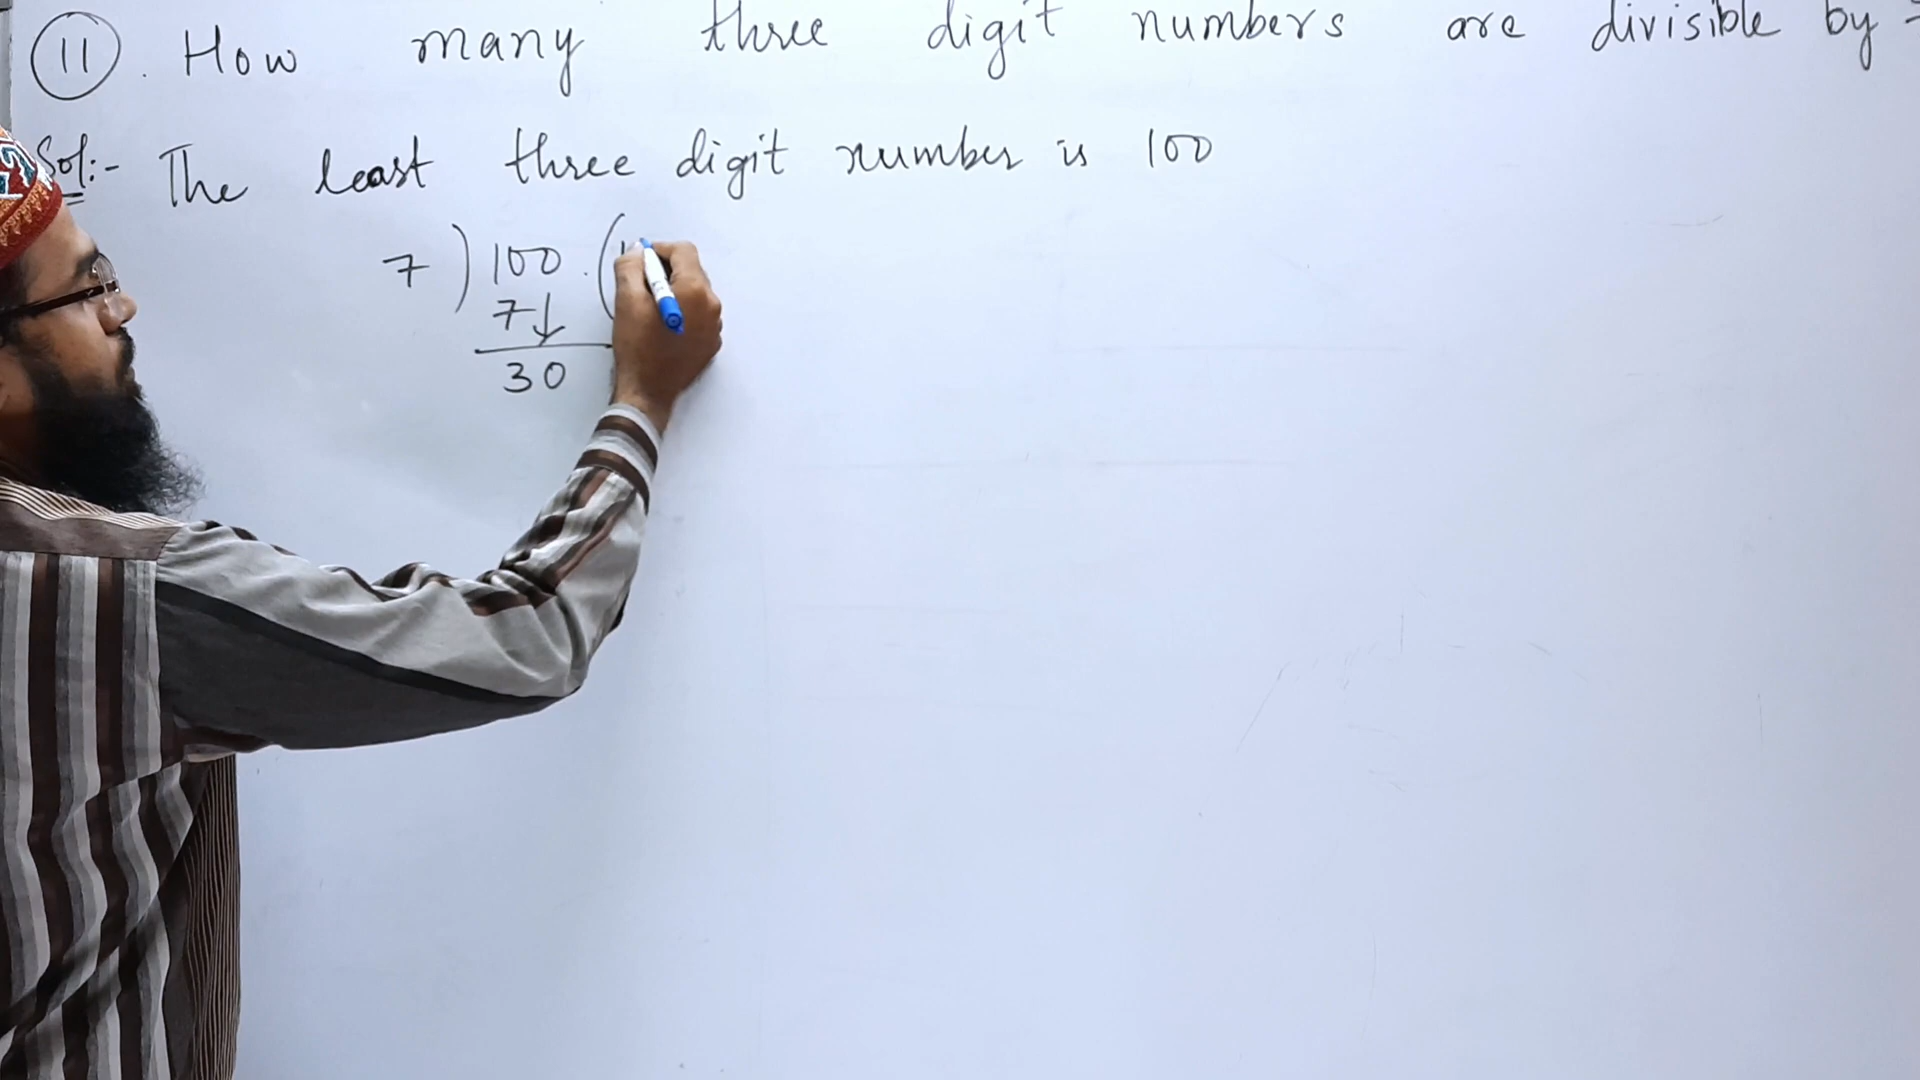 11. How many three digit numbers are divisible by
Sol:- The least three digit number is 100
7 ) 100 (
7↓
30